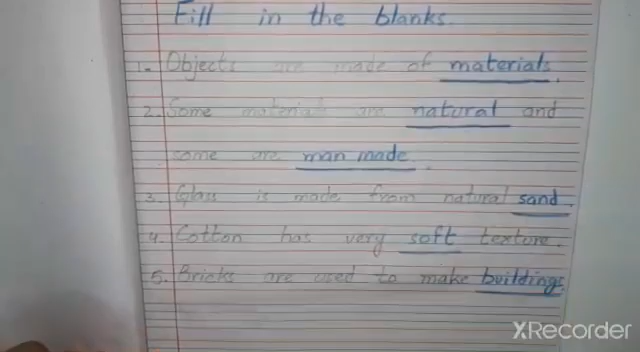 Fill in the blanks.
1. Objects are made of materials.
2. Some materials are natural and
some are man made.
3. Glass is made from natural sand.
4. Cotton has very soft texture.
5. Bricks are used to make buildings.
XRecorder